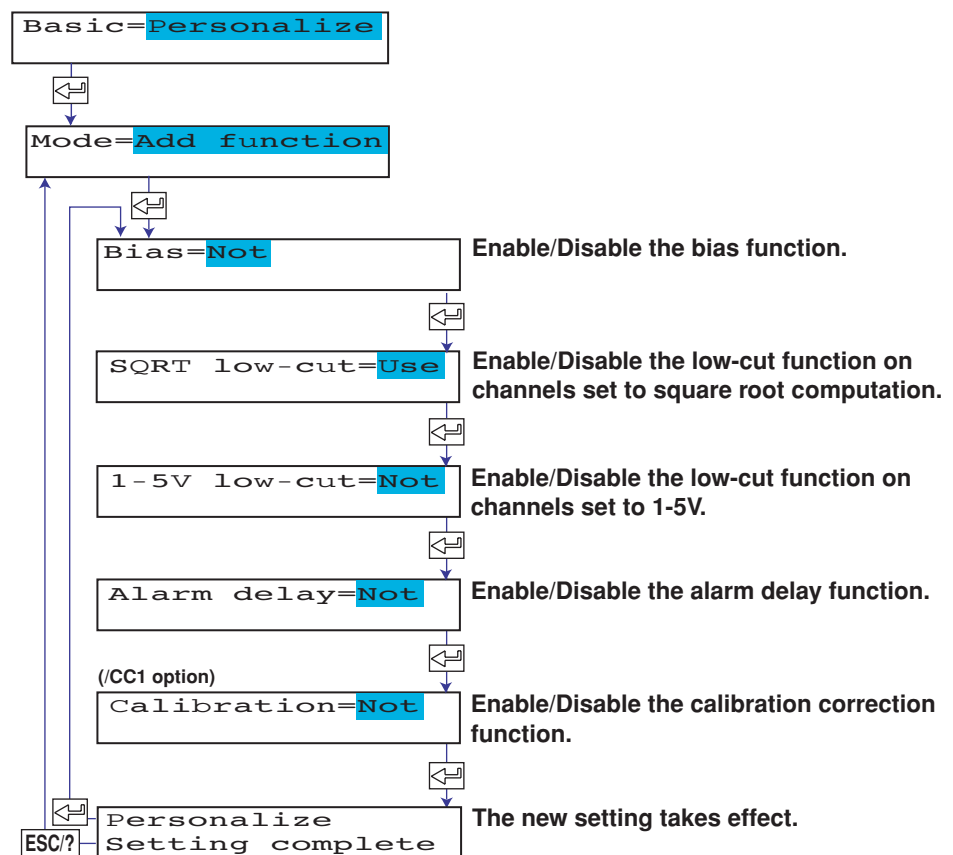 Basic=Personalize
Mode=Add function
Bias=Not
Enable/Disable the bias function.
SQRT low-cut=Use
Enable/Disable the low-cut function on
channels set to square root computation.
1-5V low-cut=Not
Enable/Disable the low-cut function on
channels set to 1-5V.
Alarm delay=Not
Enable/Disable the alarm delay function.
(/CC1 option)
Calibration=Not
Enable/Disable the calibration correction
function.
Personalize
Setting complete
The new setting takes effect.
ESC/?